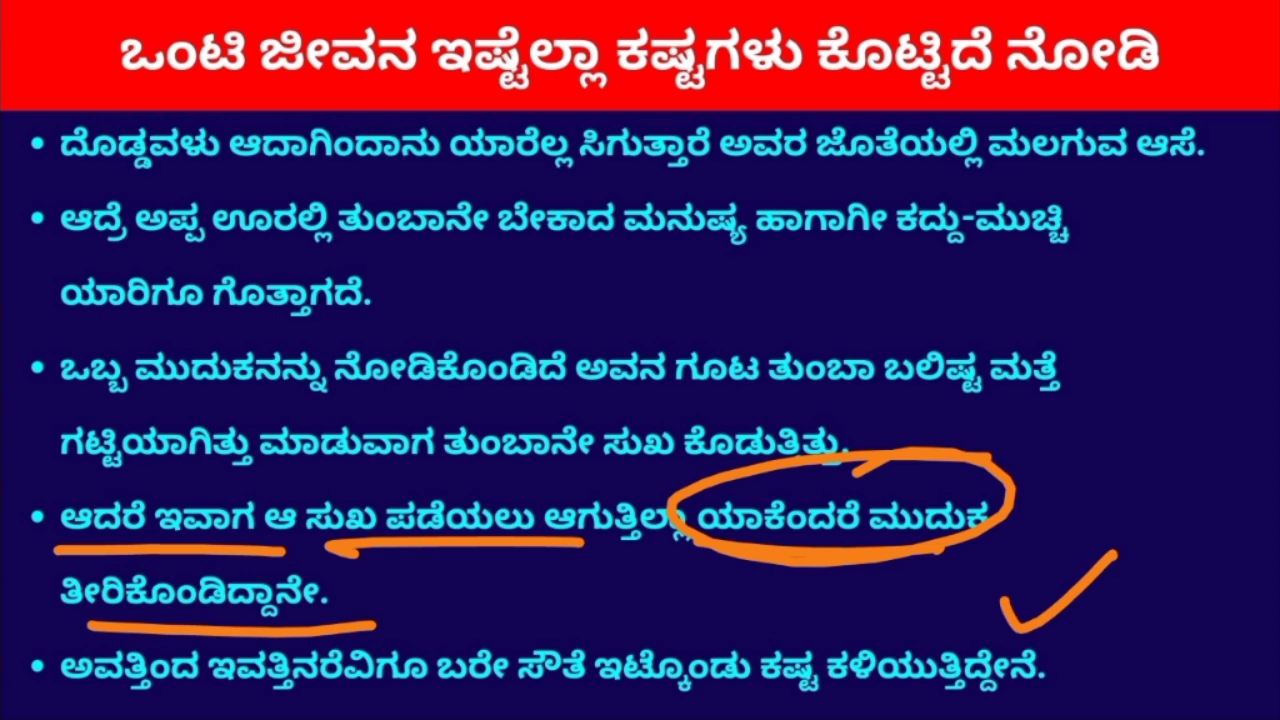 ಒಂಟಿ ಜೀವನ ಇಷ್ಟೆಲ್ಲಾ ಕಷ್ಟಗಳು ಕೊಟ್ಟಿದೆ ನೋಡಿ
• ದೊಡ್ಡವಳು ಆದಾಗಿಂದಾನು ಯಾರೆಲ್ಲ ಸಿಗುತ್ತಾರೆ ಅವರ ಜೊತೆಯಲ್ಲಿ ಮಲಗುವ ಆಸೆ.
• ಆದ್ರೆ ಅಪ್ಪ ಊರಲ್ಲಿ ತುಂಬಾನೇ ಬೇಕಾದ ಮನುಷ್ಯ ಹಾಗಾಗೀ ಕದ್ದು-ಮುಚ್ಚಿ
ಯಾರಿಗೂ ಗೊತ್ತಾಗದೆ.
• ಒಬ್ಬ ಮುದುಕನನ್ನು ನೋಡಿಕೊಂಡಿದೆ ಅವನ ಗೂಟ ತುಂಬಾ ಬಲಿಷ್ಟ ಮತ್ತೆ
ಗಟ್ಟಿಯಾಗಿತ್ತು ಮಾಡುವಾಗ ತುಂಬಾನೇ ಸುಖ ಕೊಡುತಿತ್ತು.
• ಆದರೆ ಇವಾಗ ಆ ಸುಖ ಪಡೆಯಲು ಆಗುತ್ತಿಲ್ಲಾ ಯಾಕೆಂದರೆ ಮುದುಕ
ತೀರಿಕೊಂಡಿದ್ದಾನೇ.
• ಅವತ್ತಿಂದ ಇವತ್ತಿನರೆವಿಗೂ ಬರೇ ಸೌತೆ ಇಟ್ಕೊಂಡು ಕಷ್ಟ ಕಳಿಯುತ್ತಿದ್ದೇನೆ.